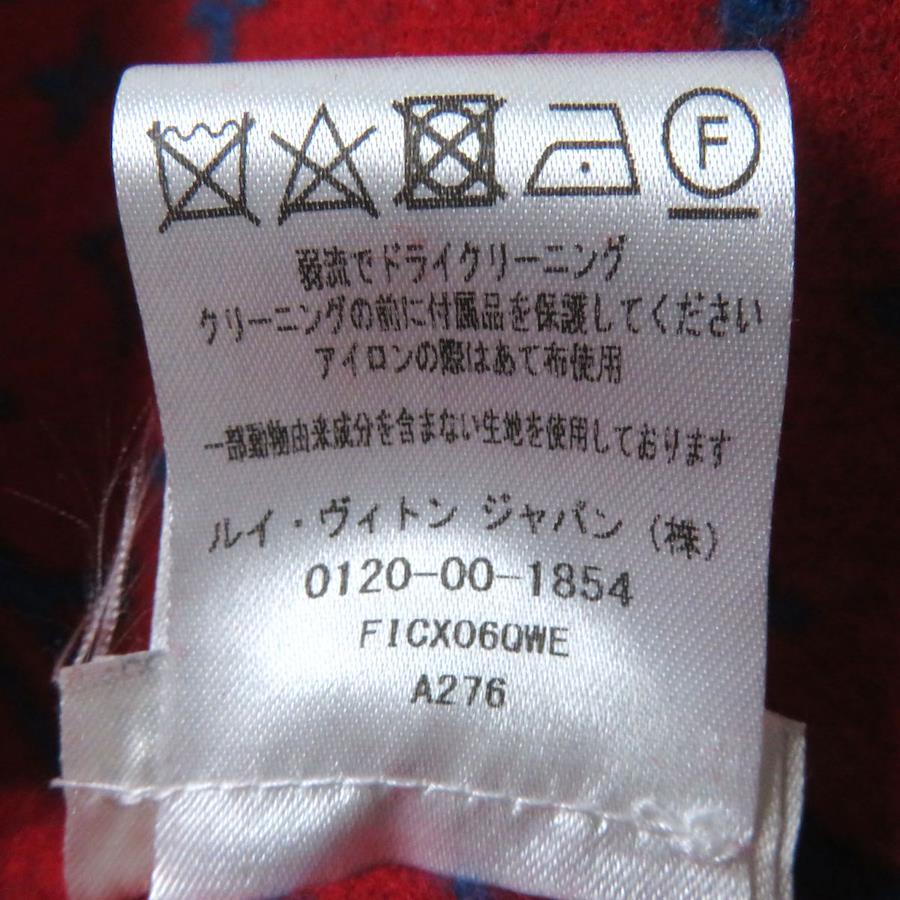 F
弱流でドライクリーニング
クリーニングの前に付属品を保護してください
アイロンの際はあて布使用
一部動物由来成分を含まない生地を使用しております
ルイ・ヴィトン ジャパン (株)
0120-00-1854
FICX06QWE
A276